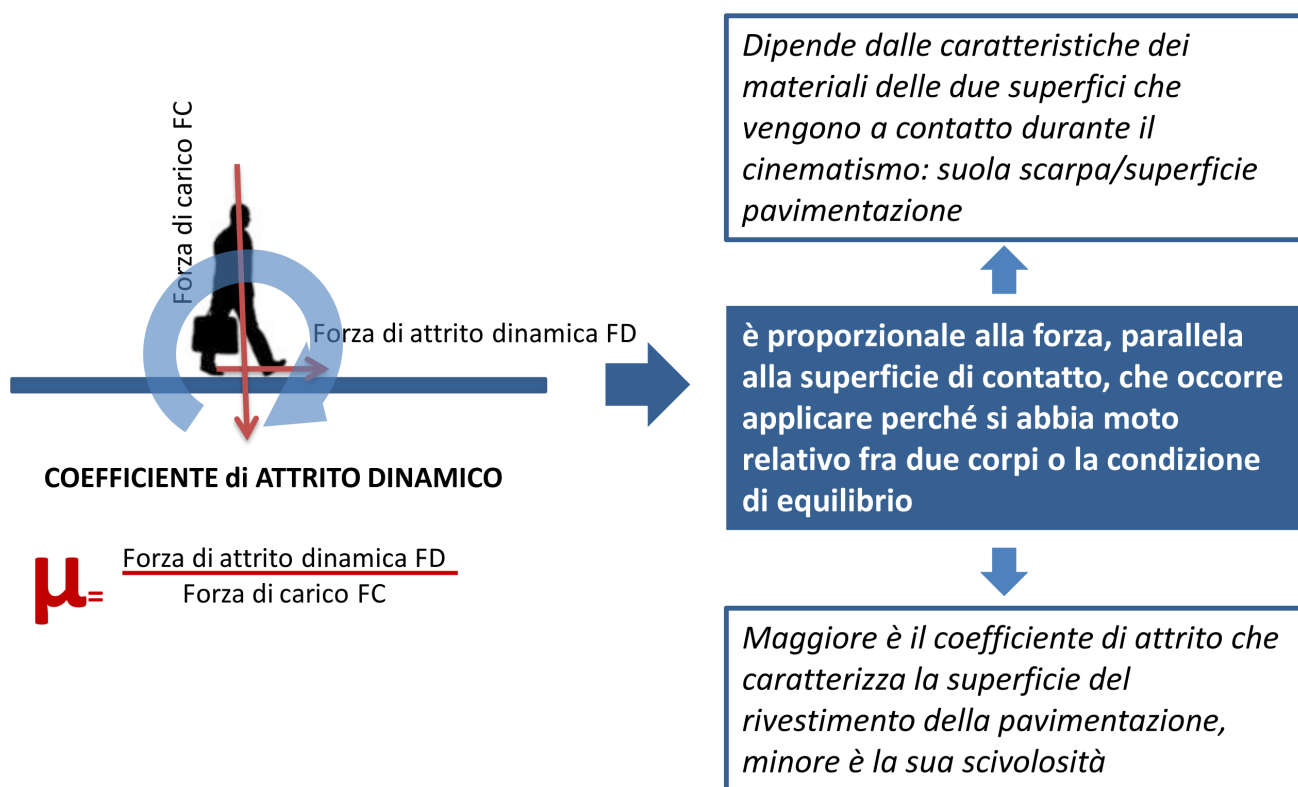 Forza di carico FC
Forza di attrito dinamica FD
COEFFICIENTE di ATTRITO DINAMICO
μ=
Forza di attrito dinamica FD
Forza di carico FC
Dipende dalle caratteristiche dei
materiali delle due superfici che
vengono a contatto durante il
cinematismo: suola scarpa/superficie
pavimentazione
è proporzionale alla forza, parallela
alla superficie di contatto, che occorre
applicare perché si abbia moto
relativo fra due corpi o la condizione
di equilibrio
Maggiore è il coefficiente di attrito che
caratterizza la superficie del
rivestimento della pavimentazione,
minore è la sua scivolosità